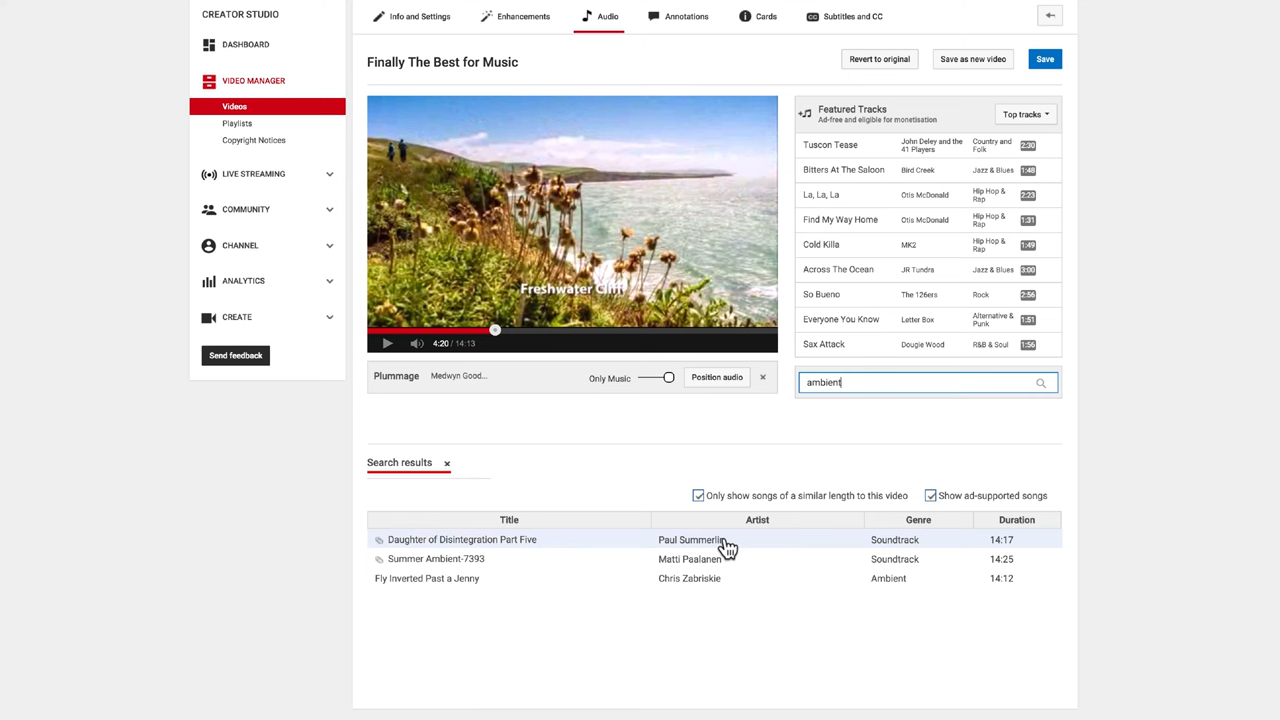 CREATOR STUDIO
Info and Settings
Enhancements
Audio
Annotations
Cards
CC Subtitles and CC
DASHBOARD
VIDEO MANAGER
Videos
Playlists
Copyright Notices
LIVE STREAMING
COMMUNITY
CHANNEL
ANALYTICS
CREATE
Send feedback
Finally The Best for Music
Revert to original
Save as new video
Save
Freshwater Cliff
4:20 / 14:13
Plummage
Medwyn Good...
Only Music
Position audio
Featured Tracks
Ad-free and eligible for monetisation
Top tracks
Tuscon Tease John Deley and the Country and 2:30
41 Players Folk
Bitters At The Saloon Bird Creek Jazz & Blues 1:48
La, La, La Otis McDonald Hip Hop & 2:23
Rap
Find My Way Home Otis McDonald Hip Hop & 1:31
Rap
Cold Killa MK2 Hip Hop & 1:49
Rap
Across The Ocean JR Tundra Jazz & Blues 3:00
So Bueno The 126ers Rock 2:56
Everyone You Know Letter Box Alternative & 1:51
Punk
Sax Attack Dougie Wood R&B & Soul 1:56
ambient
Search results
Only show songs of a similar length to this video
Show ad-supported songs
Title Artist Genre Duration
Daughter of Disintegration Part Five Paul Summerlin Soundtrack 14:17
Summer Ambient-7393 Matti Paalanen Soundtrack 14:25
Fly Inverted Past a Jenny Chris Zabriskie Ambient 14:12